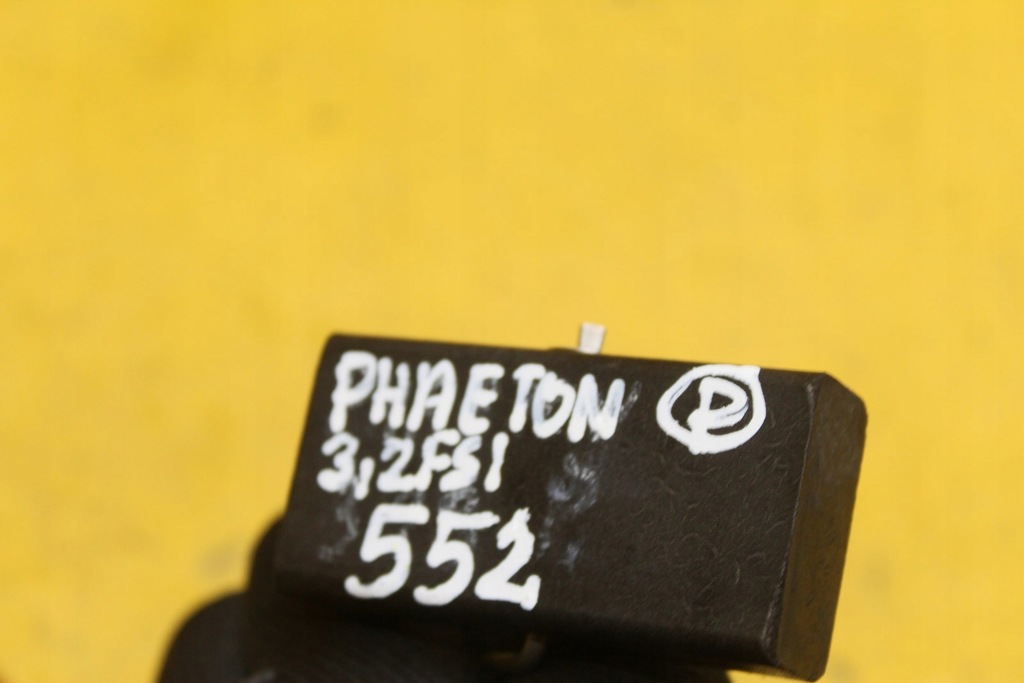 PHAETON P
3,2FSI
552